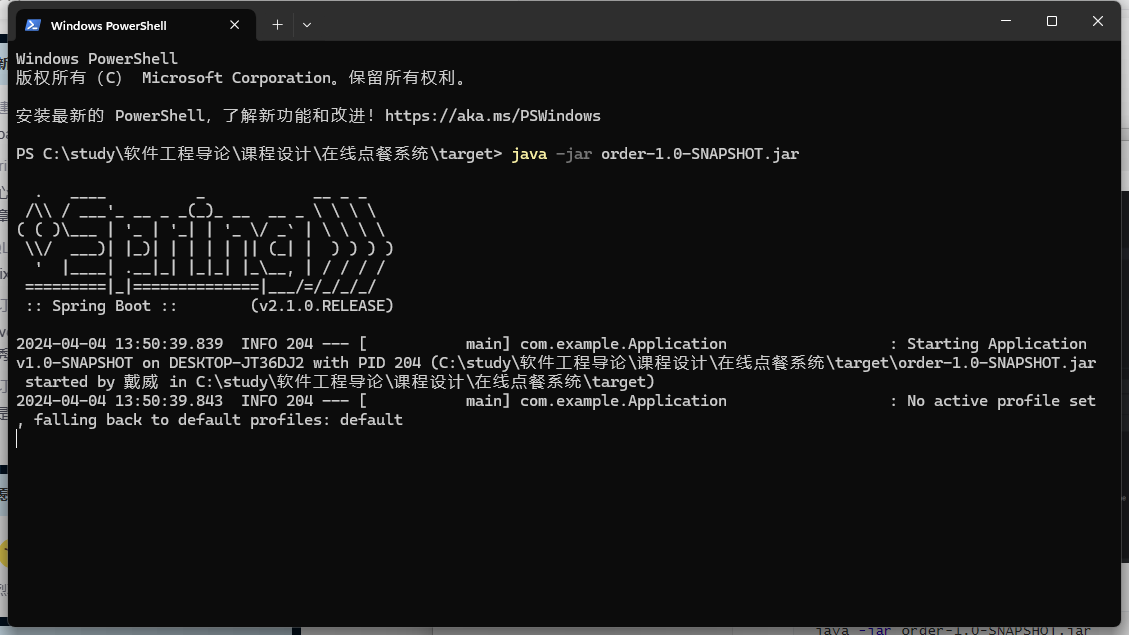 Windows PowerShell
Windows PowerShell
版权所有（C） Microsoft Corporation。保留所有权利。
安装最新的 PowerShell，了解新功能和改进！https://aka.ms/PSWindows
PS C:\study\软件工程导论\课程设计\在线点餐系统\target> java -jar order-1.0-SNAPSHOT.jar
  .   ____          _            __ _ _
 /\\ / ___'_ __ _ _(_)_ __  __ _ \ \ \ \
( ( )\___ | '_ | '_| | '_ \/ _` | \ \ \ \
 \\/  ___)| |_)| | | | | || (_| |  ) ) ) )
  '  |____| .__|_| |_|_| |_\__, | / / / /
 =========|_|==============|___/=/_/_/_/
 :: Spring Boot ::        (v2.1.0.RELEASE)
2024-04-04 13:50:39.839  INFO 204 --- [           main] com.example.Application                  : Starting Application
v1.0-SNAPSHOT on DESKTOP-JT36DJ2 with PID 204 (C:\study\软件工程导论\课程设计\在线点餐系统\target\order-1.0-SNAPSHOT.jar
 started by 戴威 in C:\study\软件工程导论\课程设计\在线点餐系统\target)
2024-04-04 13:50:39.843  INFO 204 --- [           main] com.example.Application                  : No active profile set
, falling back to default profiles: default
java -jar order-1.0-SNAPSHOT.jar